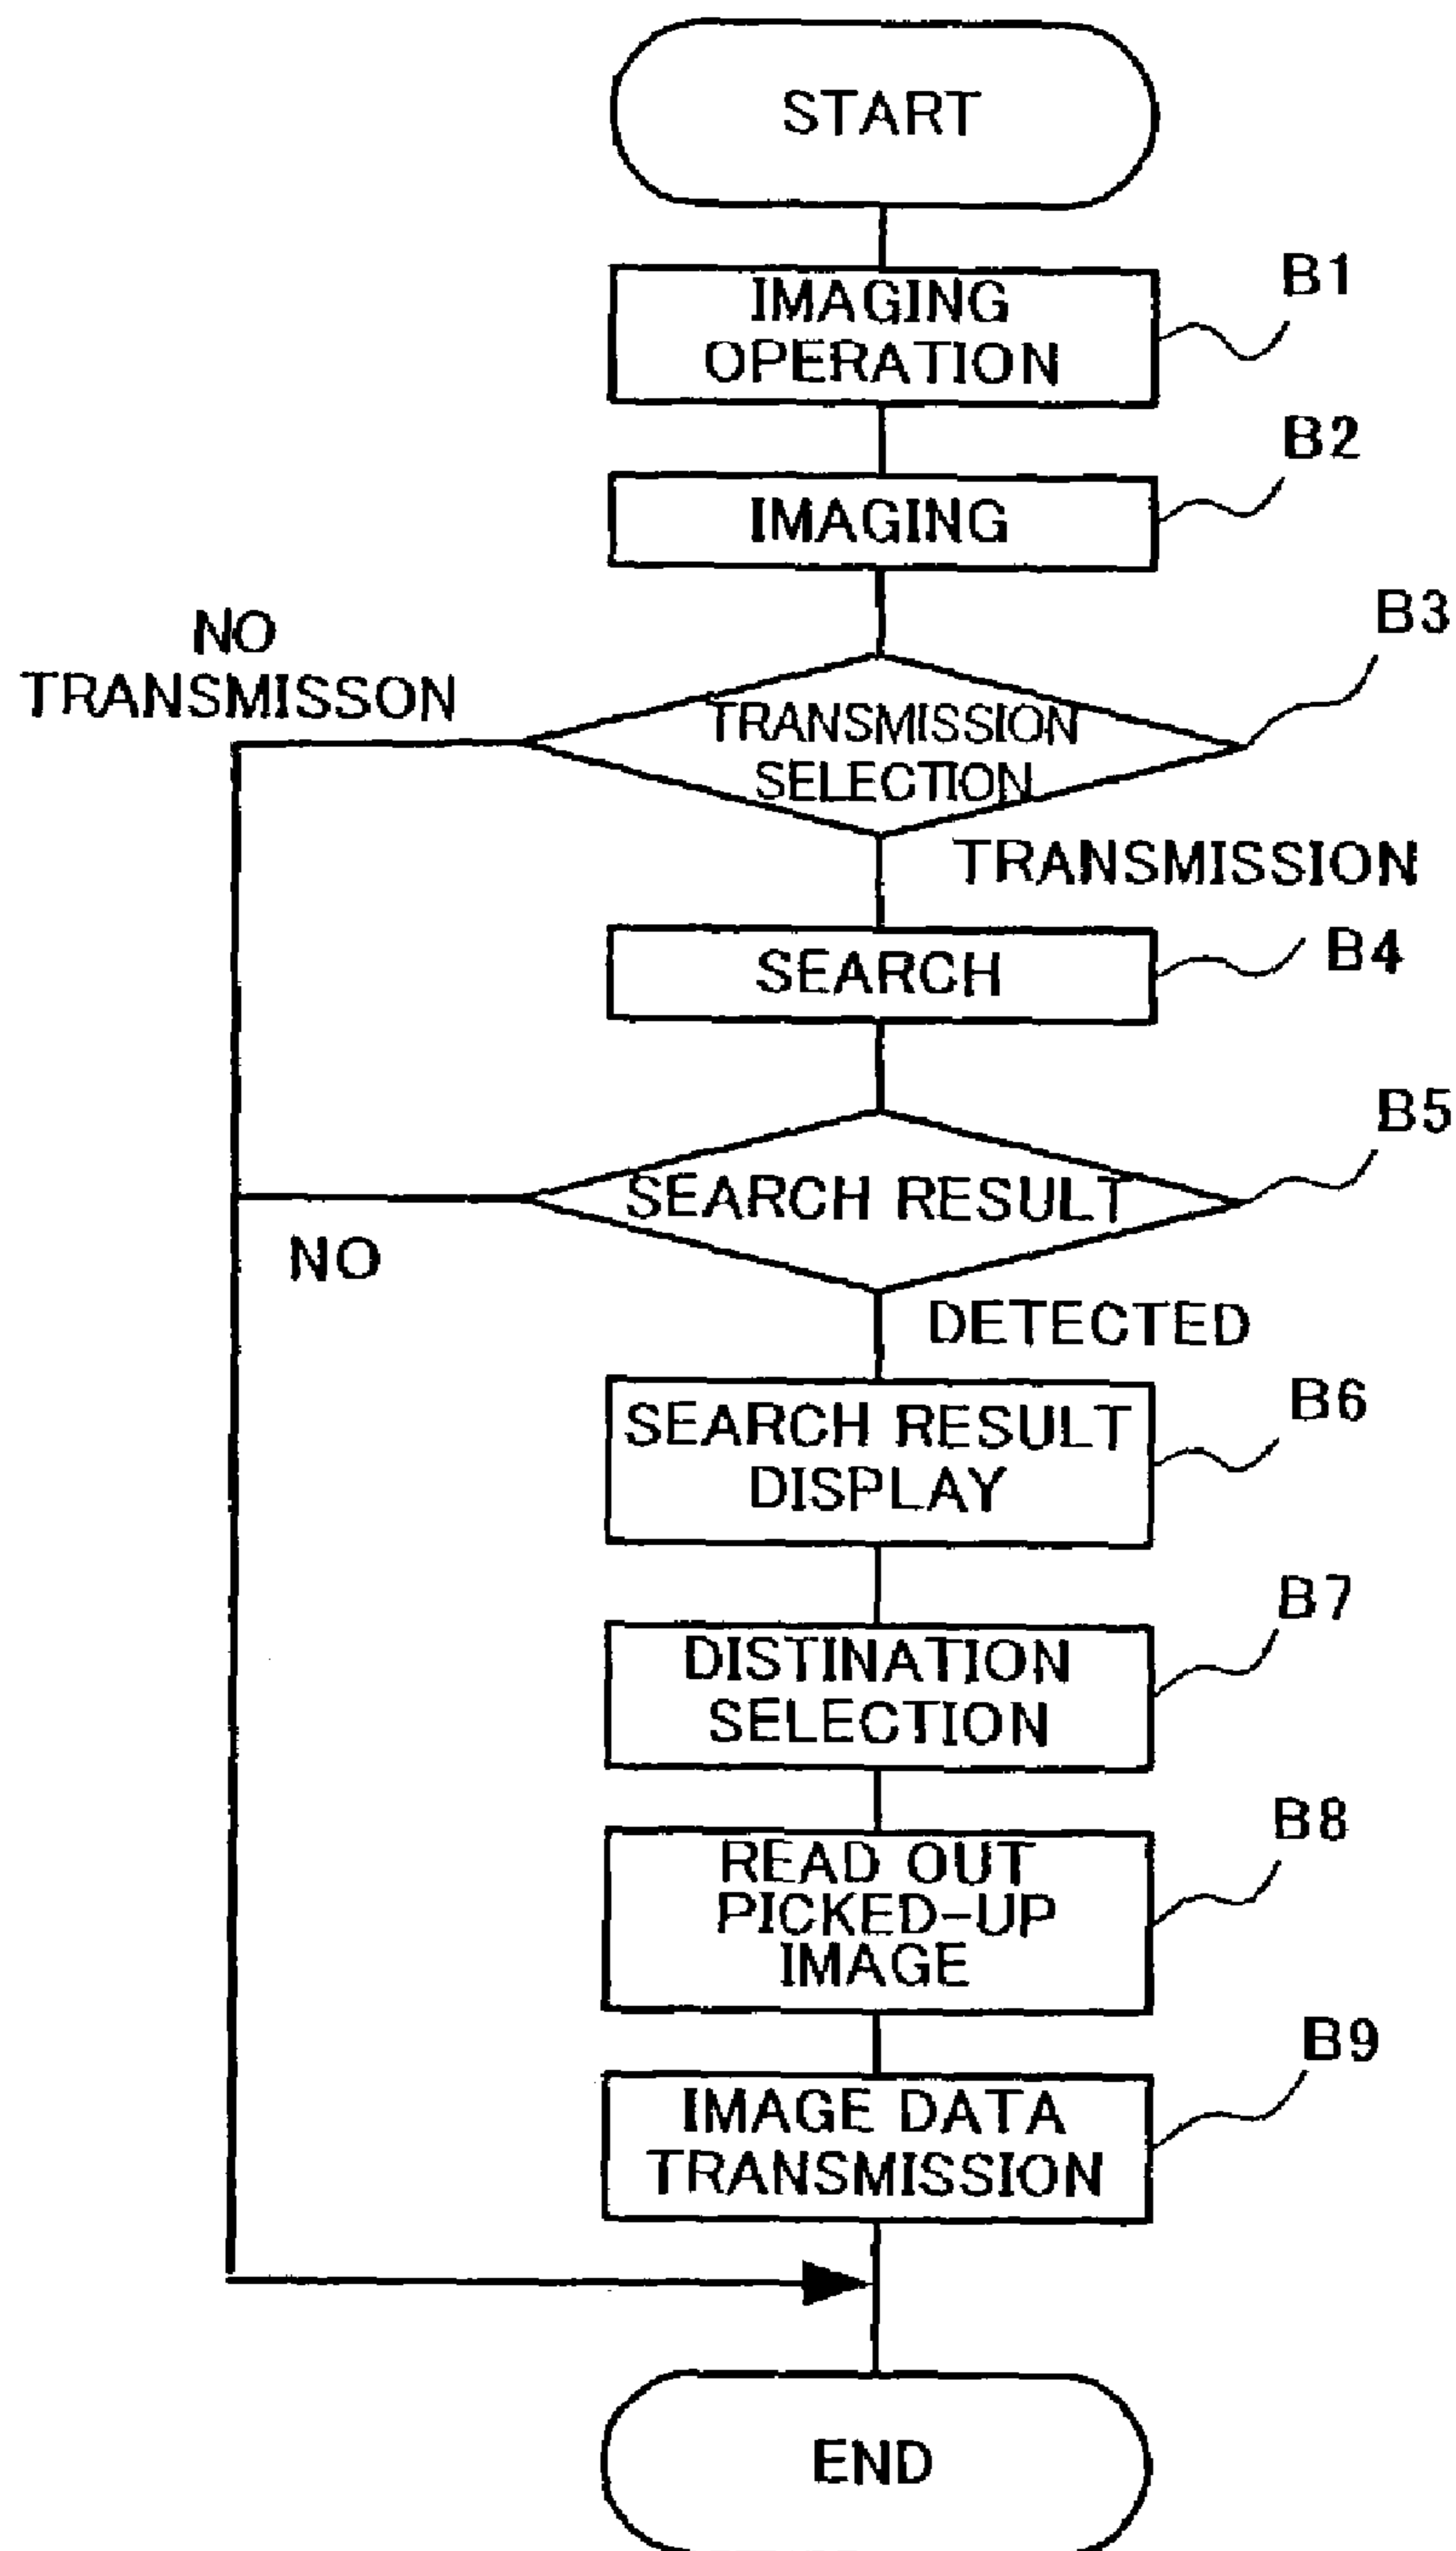 START
IMAGING
OPERATION
B1
IMAGING
B2
NO
TRANSMISSON
TRANSMISSION
SELECTION
B3
TRANSMISSION
SEARCH
B4
SEARCH RESULT
B5
NO
DETECTED
SEARCH RESULT
DISPLAY
B6
DISTINATION
SELECTION
B7
READ OUT
PICKED-UP
IMAGE
B8
IMAGE DATA
TRANSMISSION
B9
END